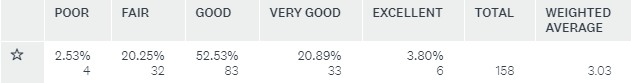 POOR FAIR GOOD VERY GOOD EXCELLENT TOTAL WEIGHTED
AVERAGE
2.53% 20.25% 52.53% 20.89% 3.80%
4 32 83 33 6 158 3.03